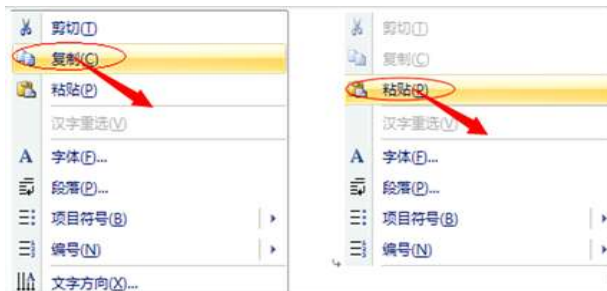 剪切(T)
复制(C)
粘贴(P)
汉字重选(V)
字体(F)...
段落(P)...
项目符号(B)
编号(N)
文字方向(X)...
剪切(T)
复制(C)
粘贴(P)
汉字重选(V)
字体(F)...
段落(P)...
项目符号(B)
编号(N)